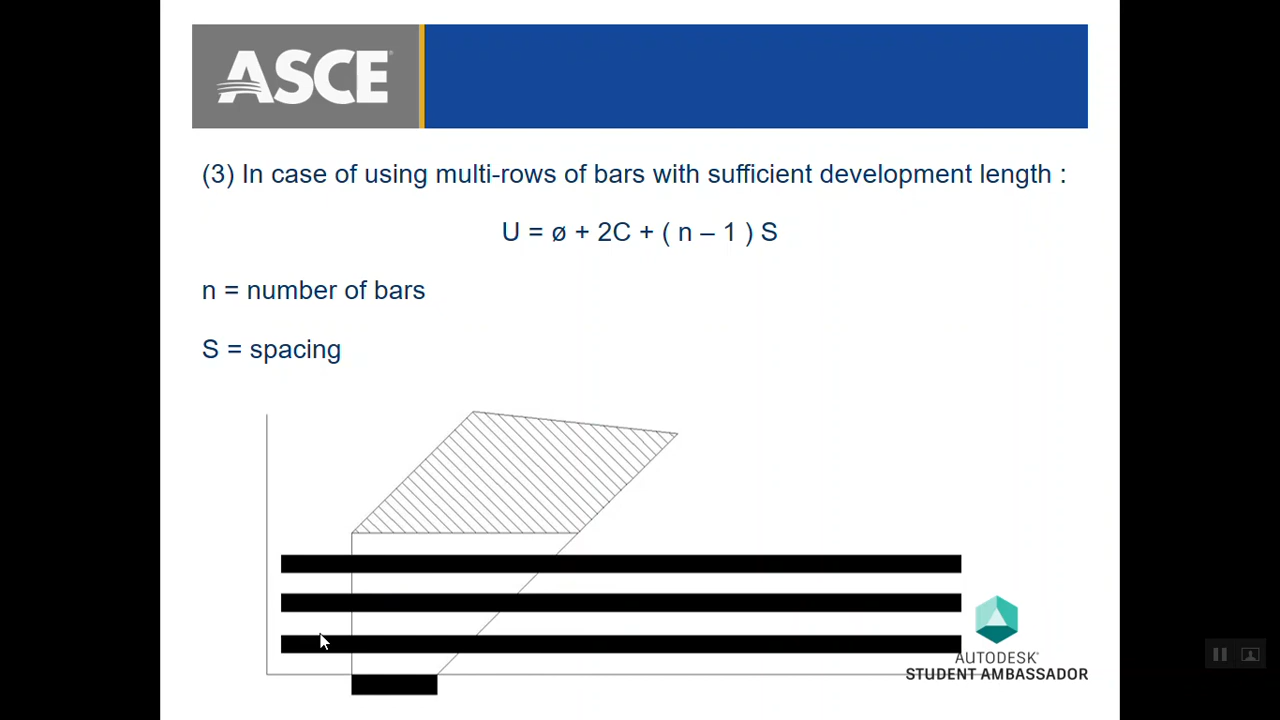 ASCE
(3) In case of using multi-rows of bars with sufficient development length :
U = ø + 2C + ( n – 1 ) S
n = number of bars
S = spacing
AUTODESK®
STUDENT AMBASSADOR